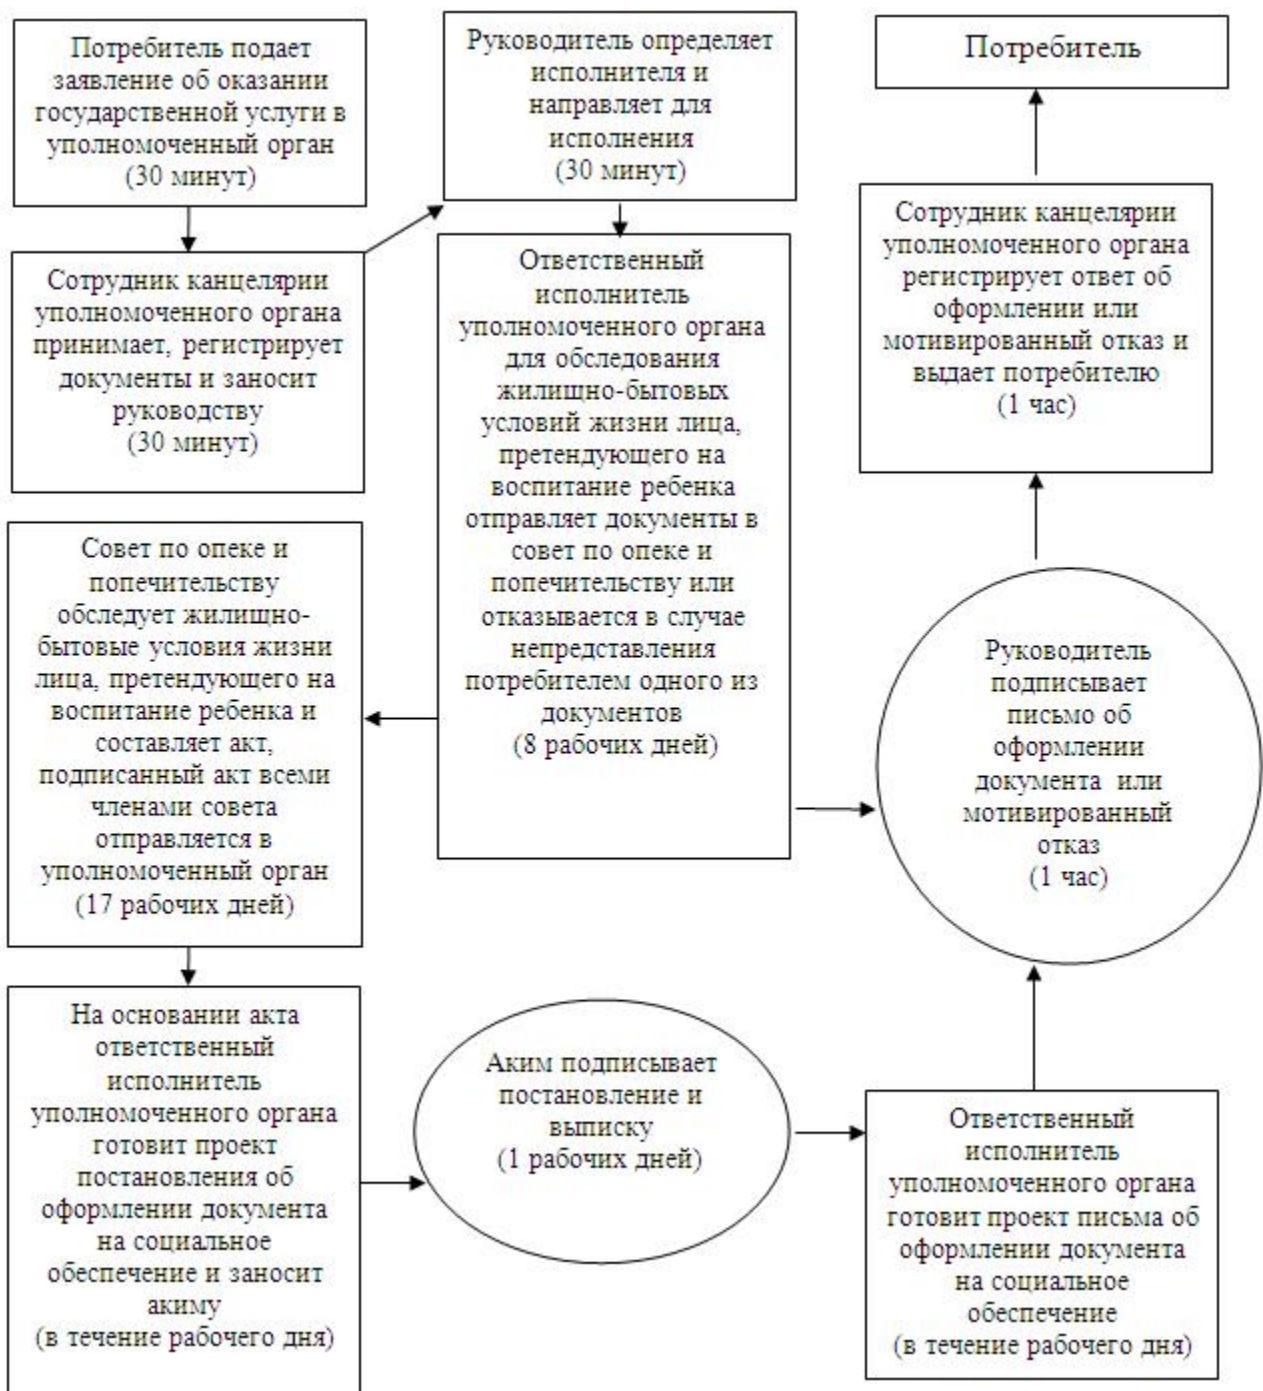 Потребитель подает
заявление об оказании
государственной услуги в
уполномоченный орган
(30 минут)
Сотрудник канцелярии
уполномоченного органа
принимает, регистрирует
документы и заносит
руководству
(30 минут)
Руководитель определяет
исполнителя и
направляет для
исполнения
(30 минут)
Ответственный
исполнитель
уполномоченного органа
для обследования
жилищно-бытовых
условий жизни лица,
претендующего на
воспитание ребенка
отправляет документы в
совет по опеке и
попечительству или
отказывается в случае
непредставления
потребителем одного из
документов
(8 рабочих дней)
Совет по опеке и
попечительству
обследует жилищно-
бытовые условия жизни
лица, претендующего на
воспитание ребенка и
составляет акт,
подписанный акт всеми
членами совета
отправляется в
уполномоченный орган
(17 рабочих дней)
На основании акта
ответственный
исполнитель
уполномоченного органа
готовит проект
постановления об
оформлении документа
на социальное
обеспечение и заносит
акиму
(в течение рабочего дня)
Аким подписывает
постановление и
выписку
(1 рабочих дней)
Ответственный
исполнитель
уполномоченного органа
готовит проект письма об
оформлении документа
на социальное
обеспечение
(в течение рабочего дня)
Руководитель
подписывает
письмо об
оформлении
документа или
мотивированный
отказ
(1 час)
Сотрудник канцелярии
уполномоченного органа
регистрирует ответ об
оформлении или
мотивированный отказ и
выдает потребителю
(1 час)
Потребитель